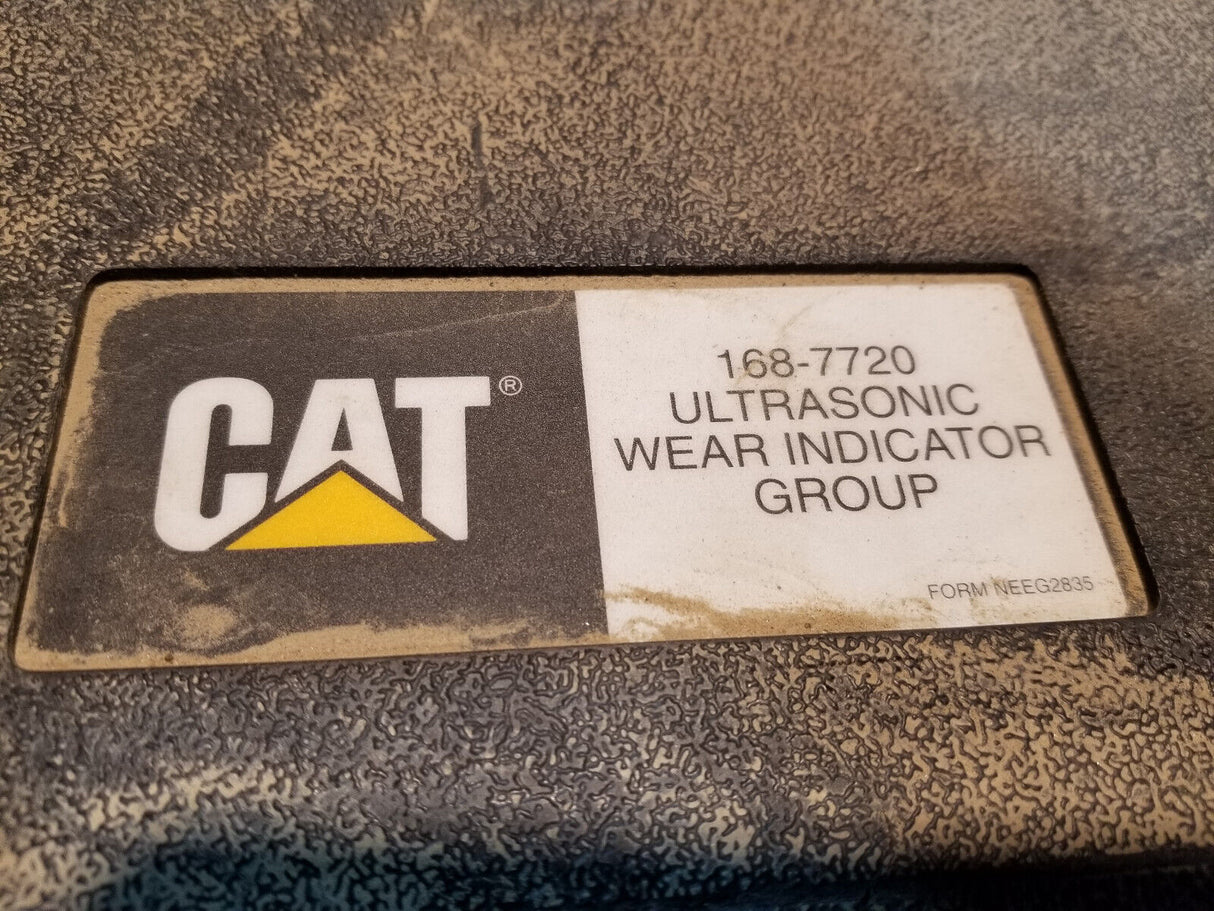 CAT®
168-7720
ULTRASONIC
WEAR INDICATOR
GROUP
FORM NEEG2835